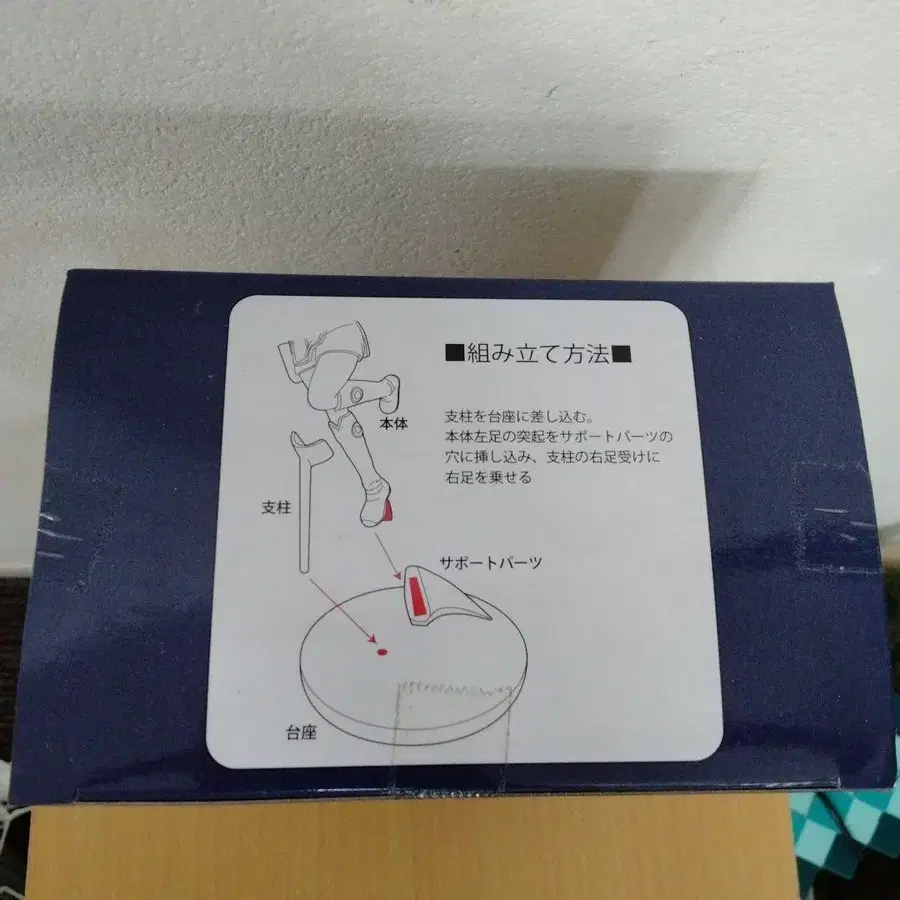 ■組み立て方法■
支柱を台座に差し込む。
本体左足の突起をサポートパーツの
穴に挿し込み、支柱の右足受けに
右足を乗せる
本体
支柱
サポートパーツ
台座